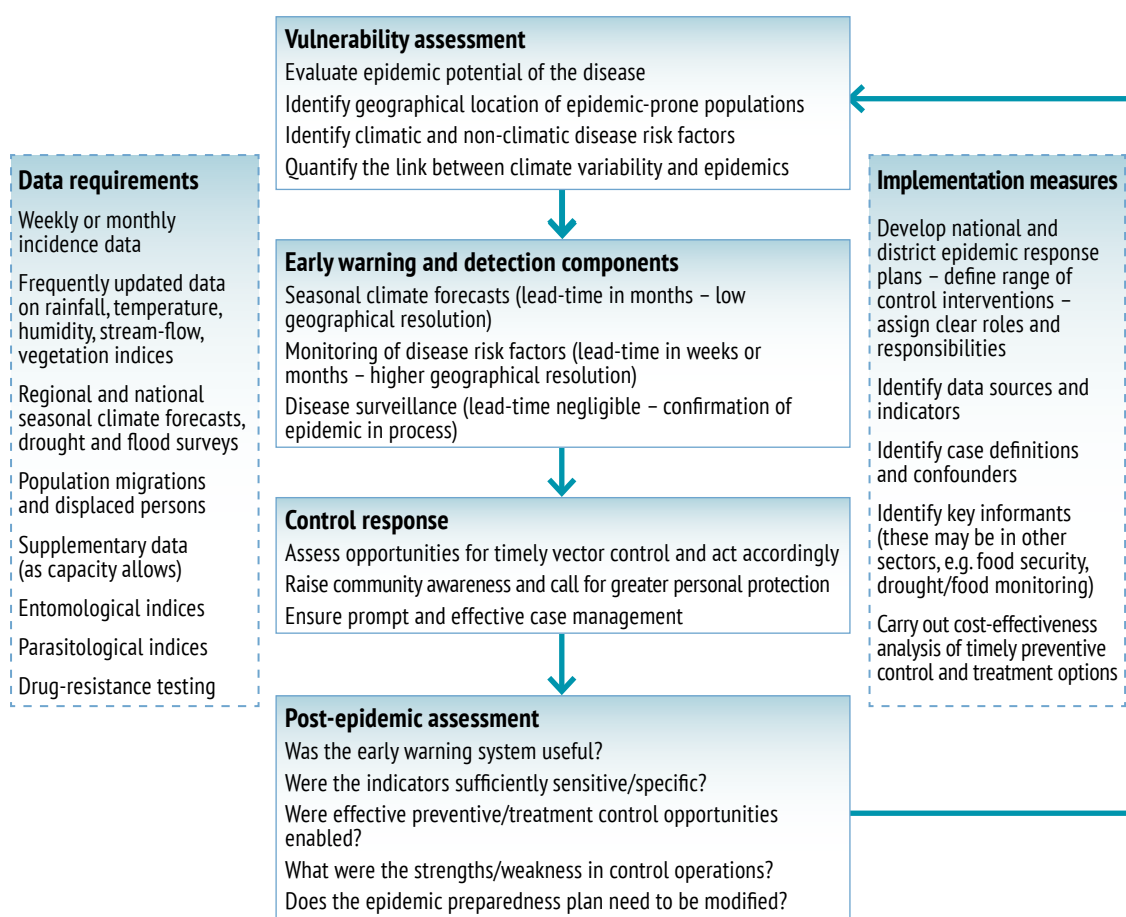 Vulnerability assessment
Evaluate epidemic potential of the disease
Identify geographical location of epidemic-prone populations
Identify climatic and non-climatic disease risk factors
Quantify the link between climate variability and epidemics
Data requirements
Weekly or monthly
incidence data
Frequently updated data
on rainfall, temperature,
humidity, stream-flow,
vegetation indices
Regional and national
seasonal climate forecasts,
drought and flood surveys
Population migrations
and displaced persons
Supplementary data
(as capacity allows)
Entomological indices
Parasitological indices
Drug-resistance testing
Early warning and detection components
Seasonal climate forecasts (lead-time in months – low
geographical resolution)
Monitoring of disease risk factors (lead-time in weeks or
months – higher geographical resolution)
Disease surveillance (lead-time negligible – confirmation of
epidemic in process)
Control response
Assess opportunities for timely vector control and act accordingly
Raise community awareness and call for greater personal protection
Ensure prompt and effective case management
Post-epidemic assessment
Was the early warning system useful?
Were the indicators sufficiently sensitive/specific?
Were effective preventive/treatment control opportunities
enabled?
What were the strengths/weakness in control operations?
Does the epidemic preparedness plan need to be modified?
Implementation measures
Develop national and
district epidemic response
plans – define range of
control interventions –
assign clear roles and
responsibilities
Identify data sources and
indicators
Identify case definitions
and confounders
Identify key informants
(these may be in other
sectors, e.g. food security,
drought/food monitoring)
Carry out cost-effectiveness
analysis of timely preventive
control and treatment options